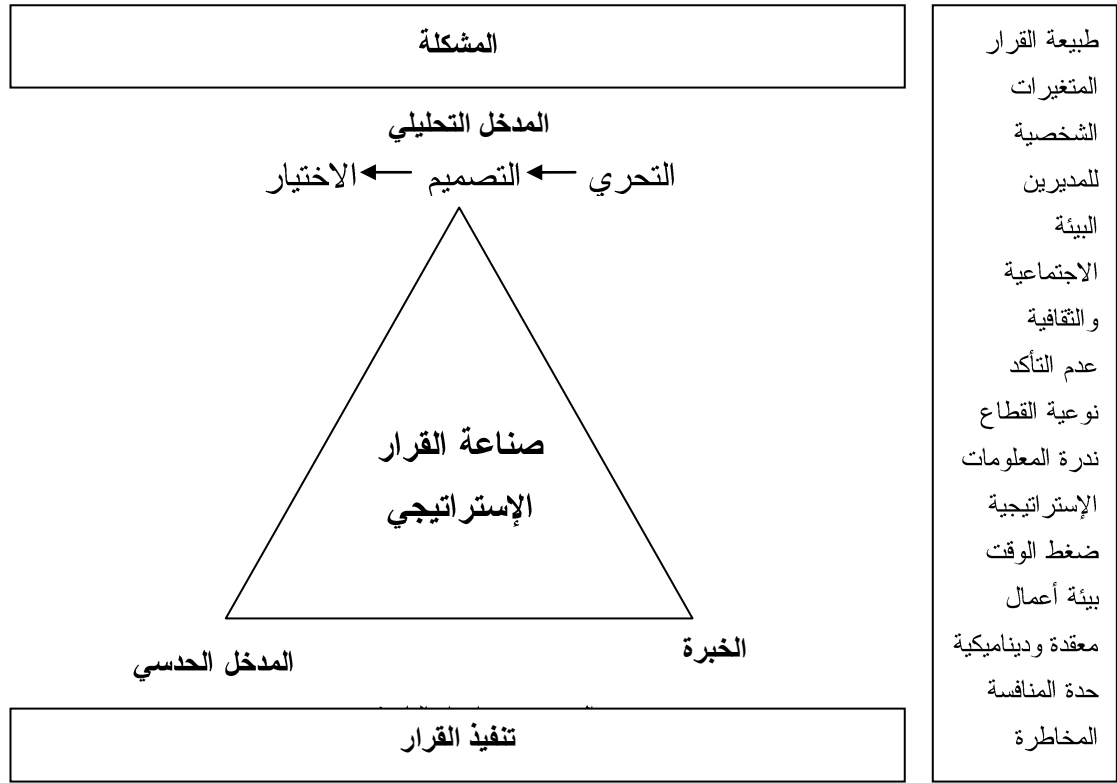 المشكلة
المدخل التحليلي
التحري ← التصميم ← الاختيار
صناعة القرار
الإستراتيجي
الخبرة
المدخل الحدسي
تنفيذ القرار
طبيعة القرار
المتغيرات
الشخصية
للمديرين
البيئة
الاجتماعية
والثقافية
عدم التأكد
نوعية القطاع
ندرة المعلومات
الإستراتيجية
ضغط الوقت
بيئة أعمال
معقدة وديناميكية
حدة المنافسة
المخاطرة